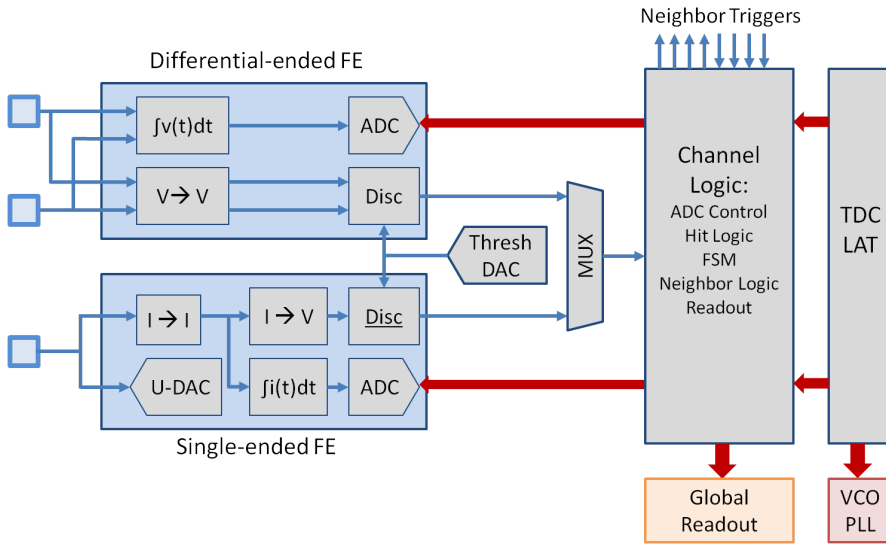 Neighbor Triggers
Differential-ended FE
∫v(t)dt
ADC
V→ V
Disc
Thresh
DAC
MUX
Channel
Logic:
ADC Control
Hit Logic
FSM
Neighbor Logic
Readout
TDC
LAT
I → I
I → V
Disc
U-DAC
∫i(t)dt
ADC
Single-ended FE
Global
Readout
VCO
PLL